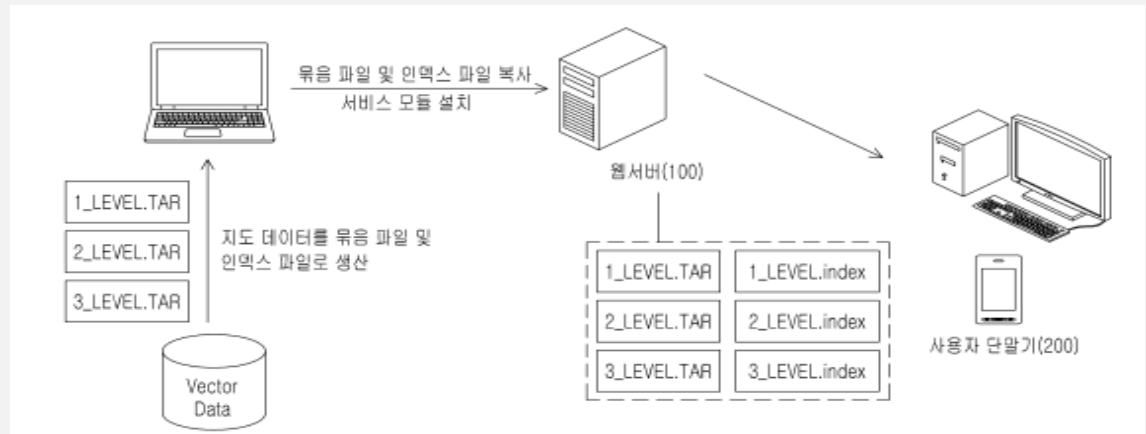 묶음 파일 및 인덱스 파일 복사
서비스 모듈 설치
웹서버(100)
1_LEVEL.TAR
2_LEVEL.TAR
3_LEVEL.TAR
지도 데이터를 묶음 파일 및
인덱스 파일로 생산
Vector
Data
1_LEVEL.TAR
1_LEVEL.index
2_LEVEL.TAR
2_LEVEL.index
3_LEVEL.TAR
3_LEVEL.index
사용자 단말기(200)